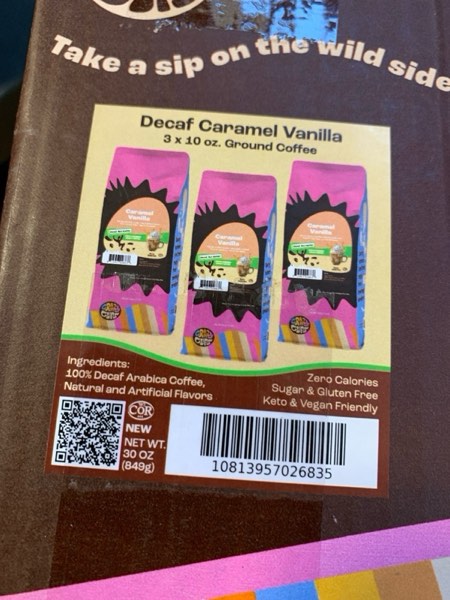 Take a sip on the wild side
Decaf Caramel Vanilla
3 x 10 oz. Ground Coffee
Caramel
Vanilla
Caramel
Vanilla
Caramel
Vanilla
Ingredients:
100% Decaf Arabica Coffee,
Natural and Artificial Flavors
Zero Calories
Sugar & Gluten Free
Keto & Vegan Friendly
COR
NEW
NET WT.
30 OZ
(849g)
10813957026835